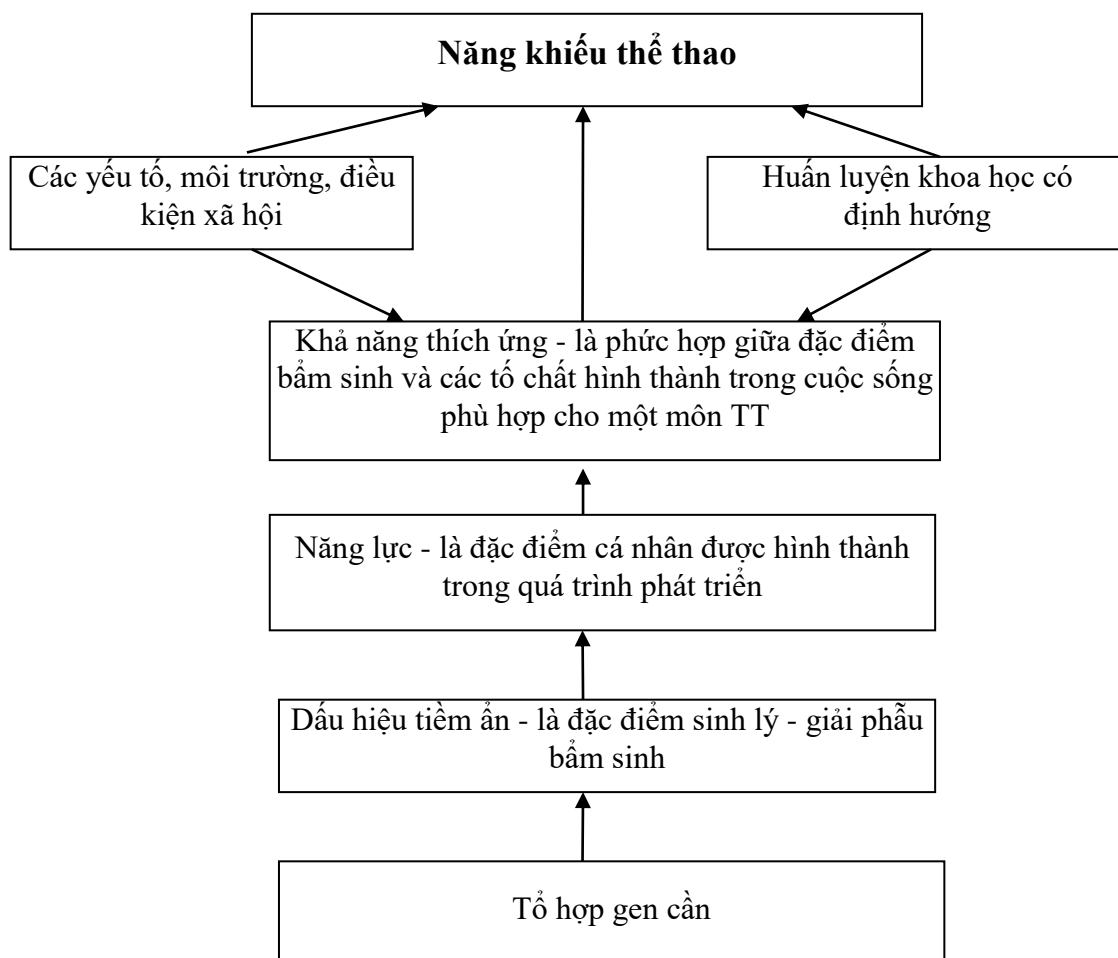 Năng khiếu thể thao
Các yếu tố, môi trường, điều
kiện xã hội
Huấn luyện khoa học có
định hướng
Khả năng thích ứng - là phức hợp giữa đặc điểm
bẩm sinh và các tố chất hình thành trong cuộc sống
phù hợp cho một môn TT
Năng lực - là đặc điểm cá nhân được hình thành
trong quá trình phát triển
Dấu hiệu tiềm ẩn - là đặc điểm sinh lý - giải phẫu
bẩm sinh
Tổ hợp gen cần